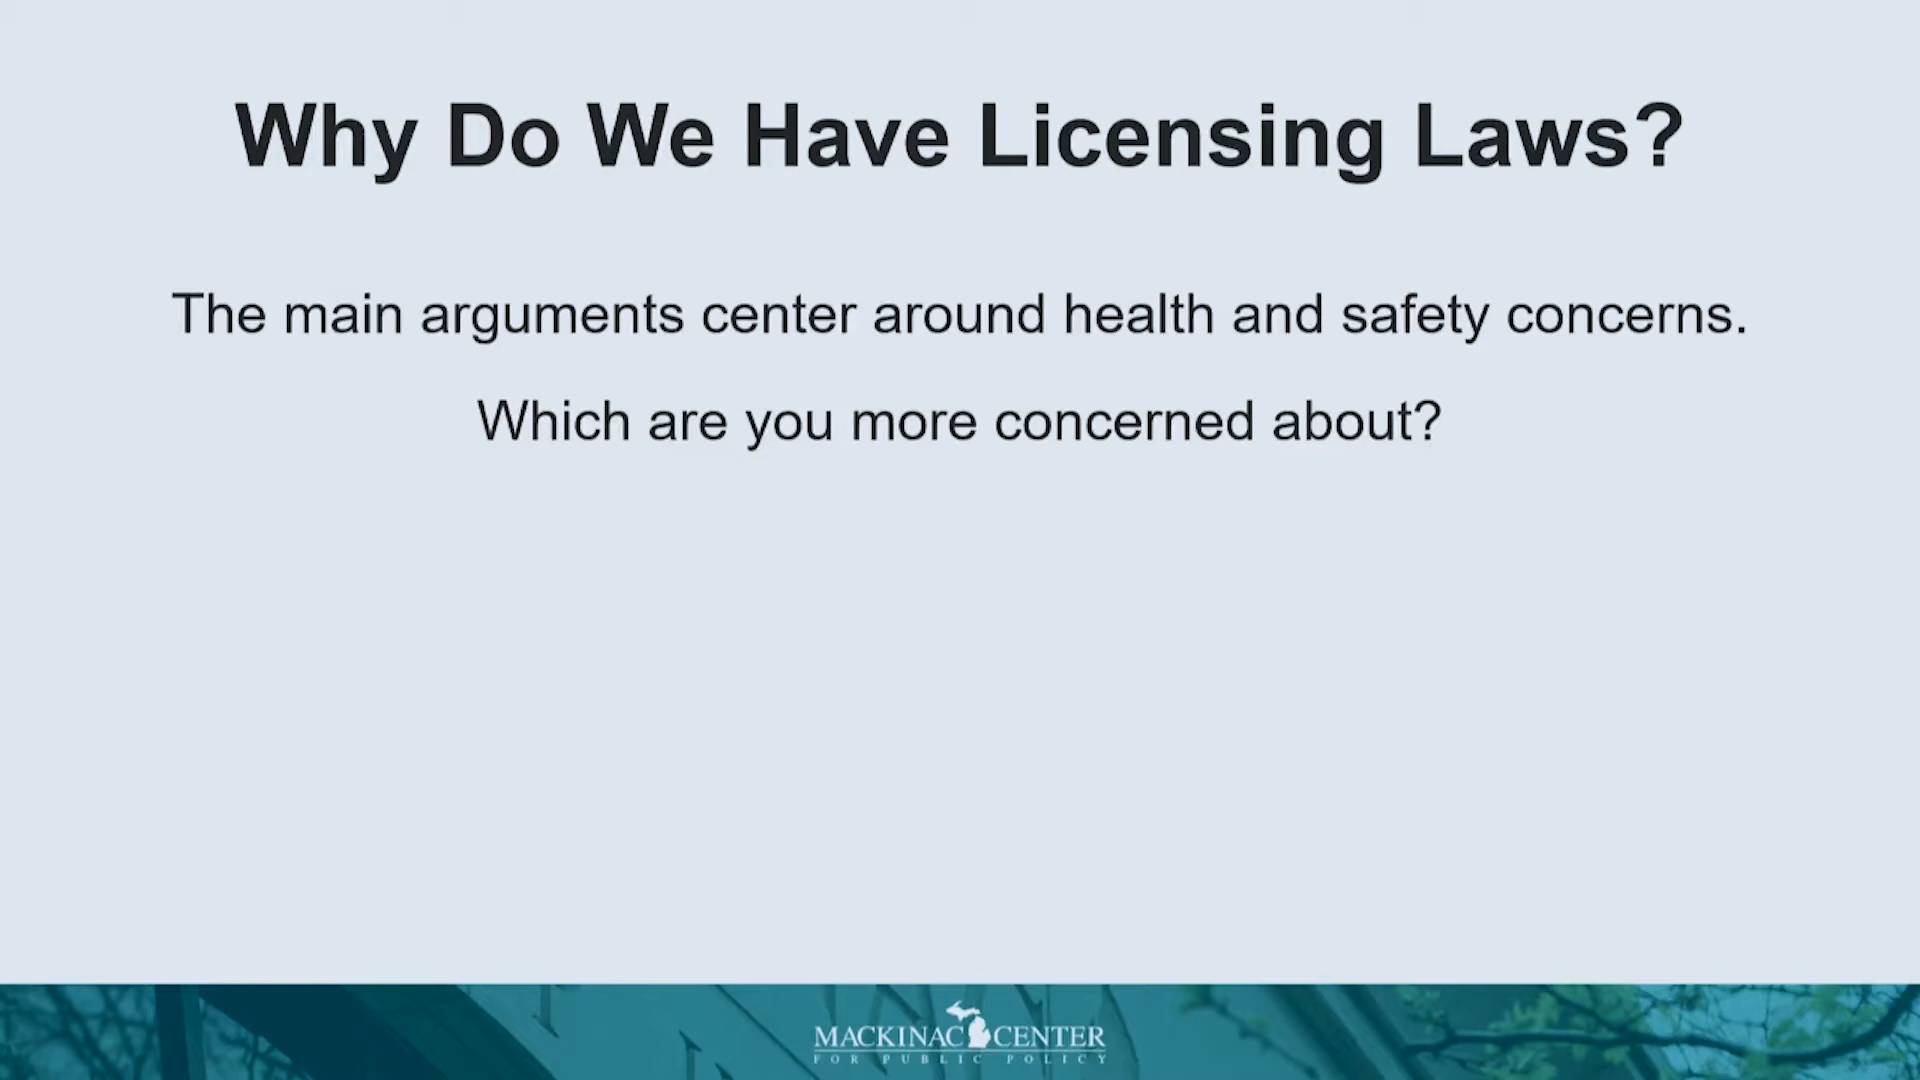 Why Do We Have Licensing Laws?
The main arguments center around health and safety concerns.
Which are you more concerned about?
MACKINAC CENTER
FOR PUBLIC POLICY